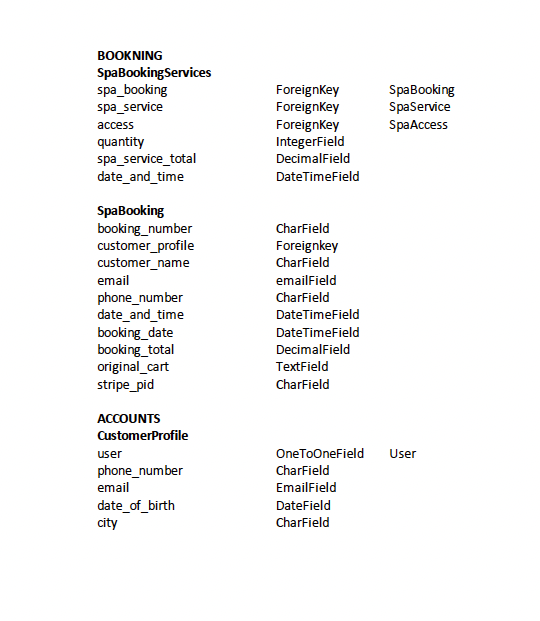 BOOKNING
SpaBookingServices
spa_booking ForeignKey SpaBooking
spa_service ForeignKey SpaService
access ForeignKey SpaAccess
quantity IntegerField
spa_service_total DecimalField
date_and_time DateTimeField
SpaBooking
booking_number CharField
customer_profile Foreignkey
customer_name CharField
email emailField
phone_number CharField
date_and_time DateTimeField
booking_date DateTimeField
booking_total DecimalField
original_cart TextField
stripe_pid CharField
ACCOUNTS
CustomerProfile
user OneToOneField User
phone_number CharField
email EmailField
date_of_birth DateField
city CharField